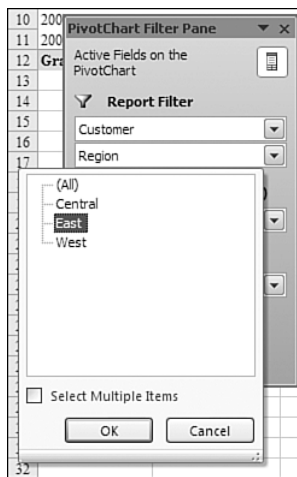 10 200
PivotChart Filter Pane
11 200
Active Fields on the
PivotChart
12 Gra
13
14
Report Filter
15
Customer
16
Region
17
(All)
Central
East
West
Select Multiple Items
OK Cancel
32